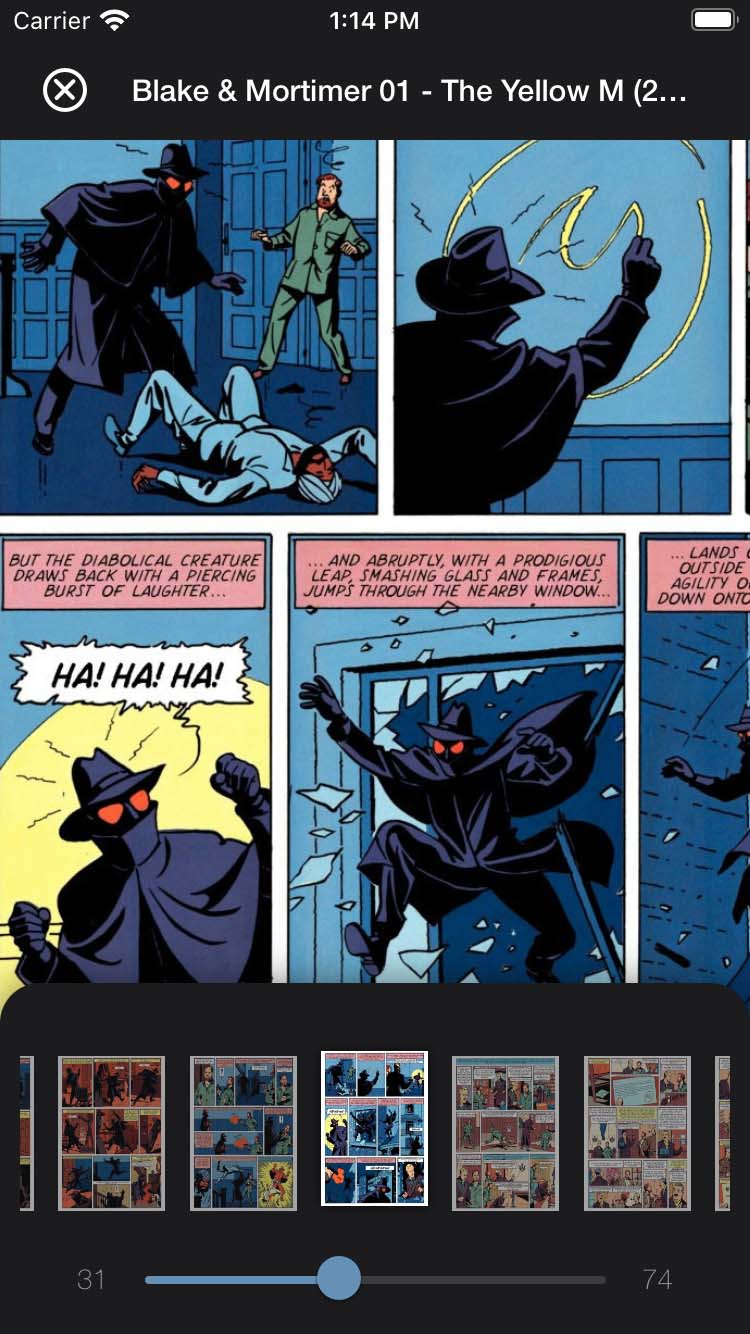 Carrier 1:14 PM
Blake & Mortimer 01 - The Yellow M (2...
BUT THE DIABOLICAL CREATURE
DRAWS BACK WITH A PIERCING
BURST OF LAUGHTER...
... AND ABRUPTLY, WITH A PRODIGIOUS
LEAP, SMASHING GLASS AND FRAMES,
JUMPS THROUGH THE NEARBY WINDOW...
... LANDS
OUTSIDE
AGILITY
DOWN ONTO
HA! HA! HA!
31 74